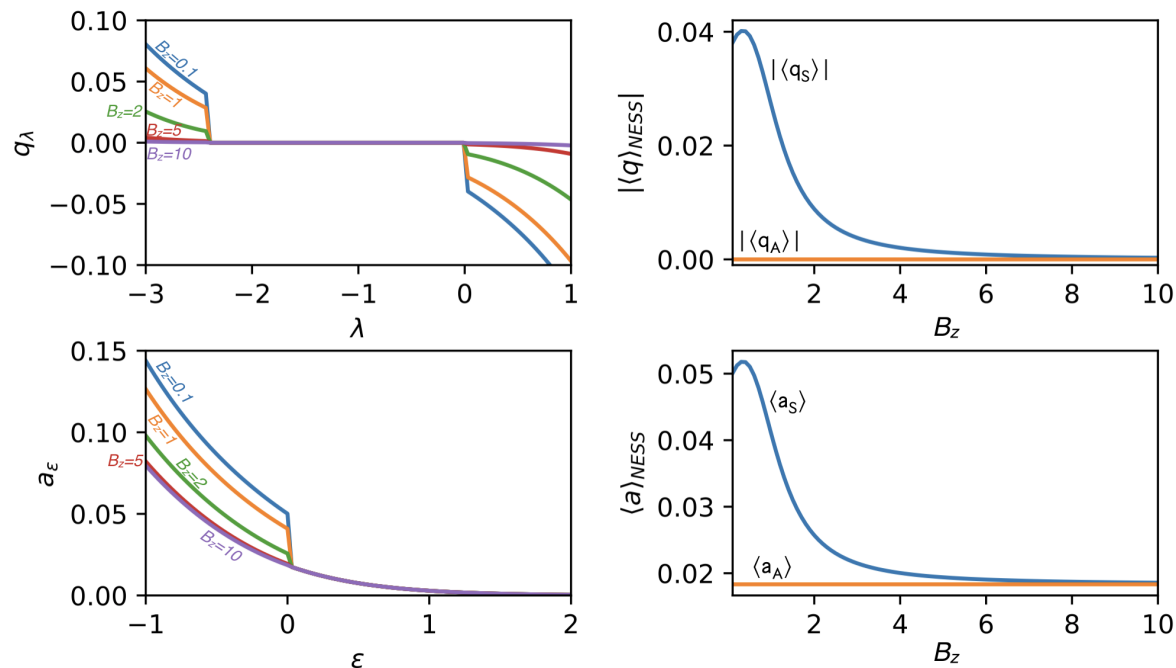 0.10
0.05
0.00
−0.05
−0.10
qλ
Bz=0.1
Bz=1
Bz=2
Bz=5
Bz=10
−3
−2
−1
0
1
λ
0.04
0.02
0.00
|⟨q⟩NESS|
|⟨qS⟩|
|⟨qA⟩|
2
4
6
8
10
Bz
0.15
0.10
0.05
0.00
aε
Bz=0.1
Bz=1
Bz=2
Bz=5
Bz=10
−1
0
1
2
ε
0.05
0.04
0.03
0.02
⟨a⟩NESS
⟨aS⟩
⟨aA⟩
2
4
6
8
10
Bz